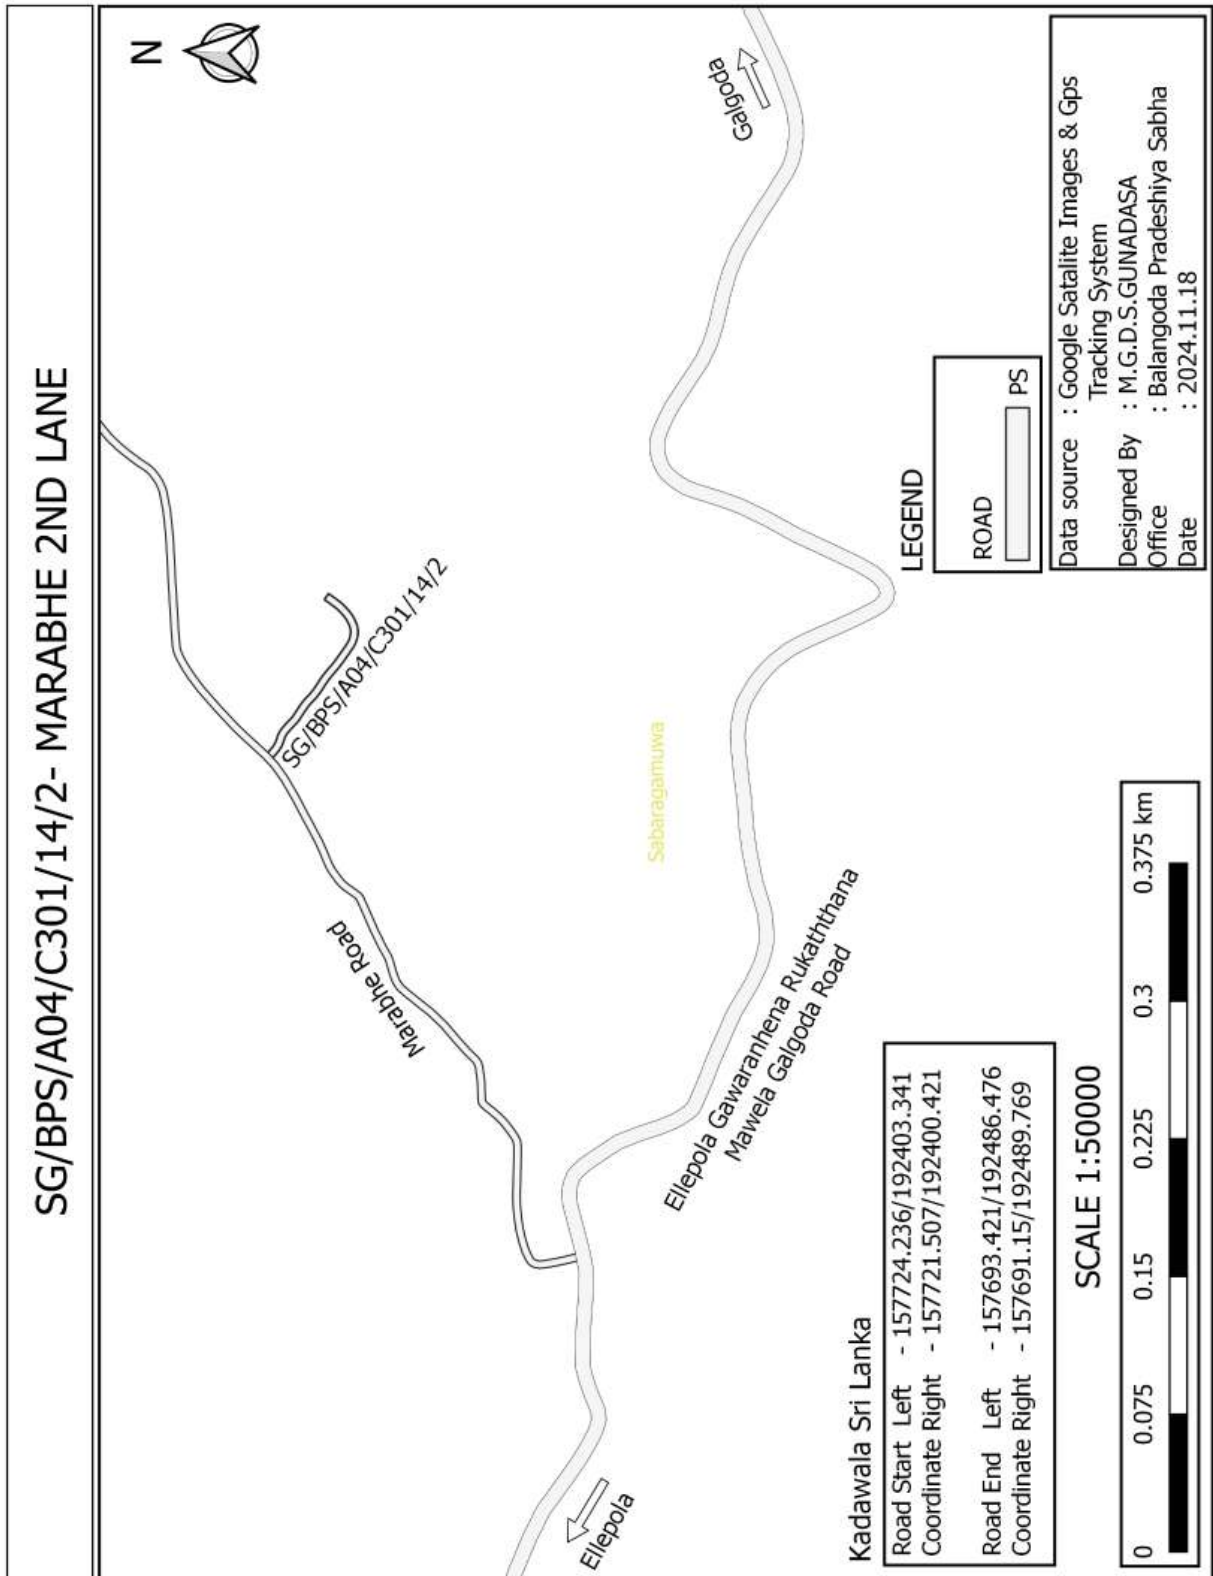 SG/BPS/A04/C301/14/2- MARABHE 2ND LANE
N
Galgoda
SG/BPS/A04/C301/14/2
Marabhe Road
Sabaragamuwa
Ellepola Gawaranhena Rukaththana
Mawela Galgoda Road
Ellepola
Kadawala Sri Lanka
Road Start Left - 157724.236/192403.341
Coordinate Right - 157721.507/192400.421
Road End Left - 157693.421/192486.476
Coordinate Right - 157691.15/192489.769
LEGEND
ROAD
PS
Data source : Google Satalite Images & Gps
Tracking System
Designed By : M.G.D.S.GUNADASA
Office : Balangoda Pradeshiya Sabha
Date : 2024.11.18
SCALE 1:50000
0 0.075 0.15 0.225 0.3 0.375 km